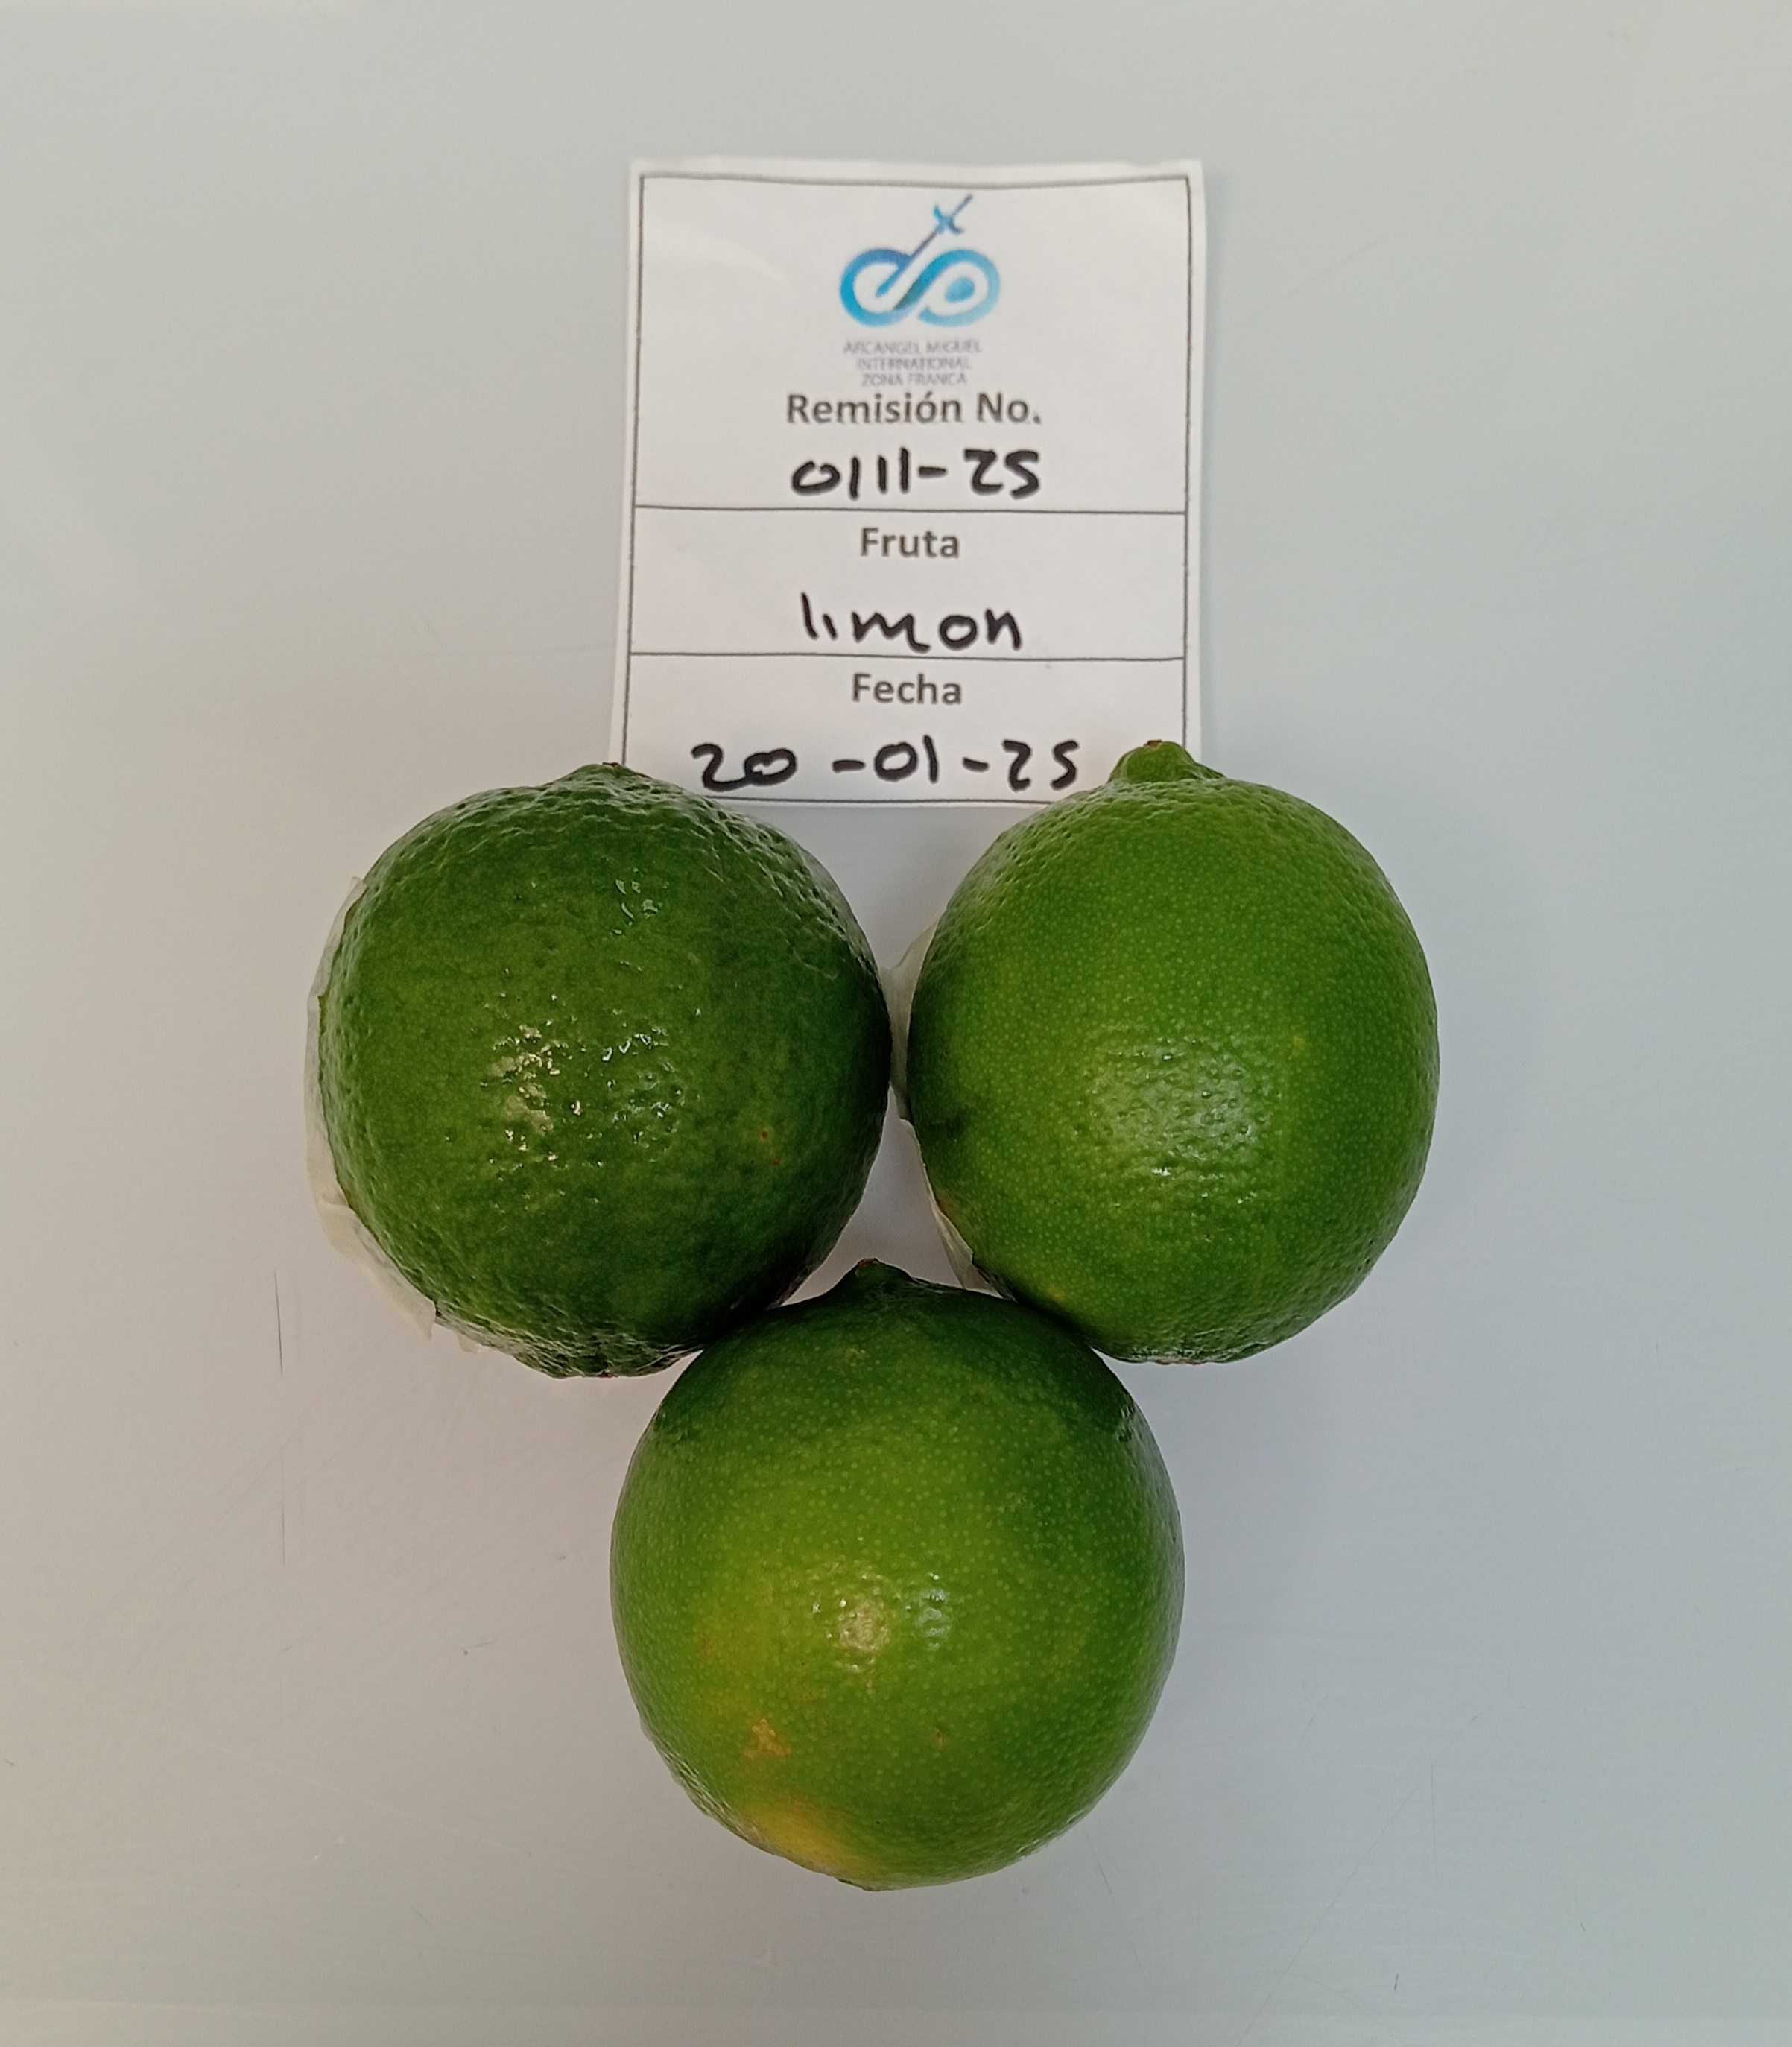 ARCANGEL MIGUEL
INTERNATIONAL
ZONA FRANCA
Remisión No.
0111-25
Fruta
limon
Fecha
20-01-25